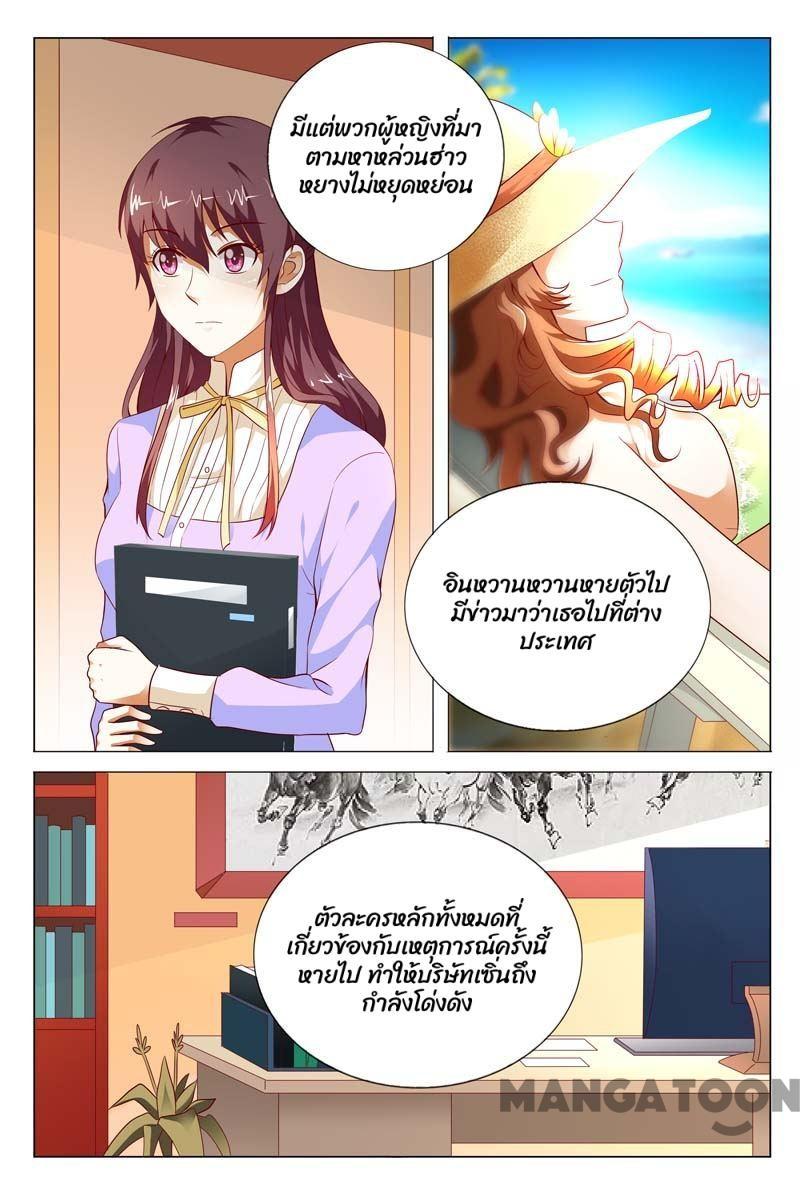 มีแต่พวกผู้หญิงที่มา
ตามหาหล่วนฮ่าว
หยางไม่หยุดหย่อน
อินหวานหวานหายตัวไป
มีข่าวมาว่าเธอไปที่ต่าง
ประเทศ
ตัวละครหลักทั้งหมดที่
เกี่ยวข้องกับเหตุการณ์ครั้งนี้
หายไป ทำให้บริษัทเซิ่นถึง
กำลังโด่งดัง
MANGATOON